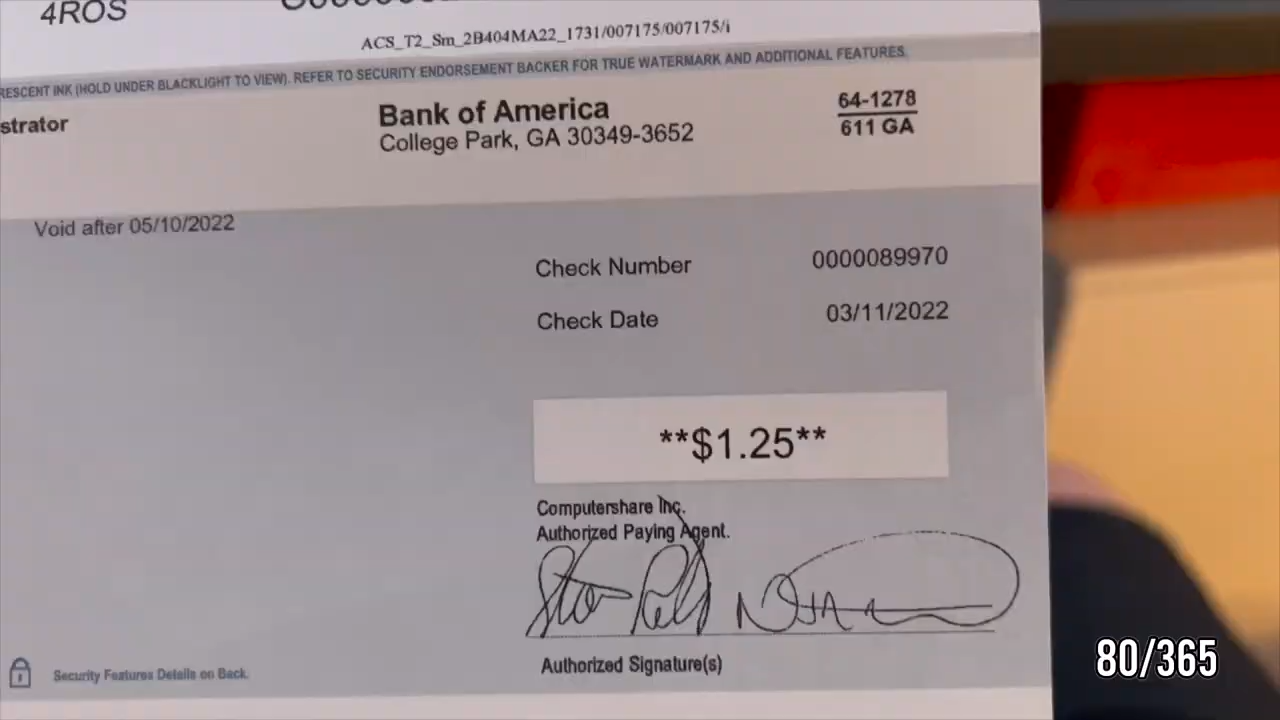 4ROS
ACS_T2_Sm_2B404MA22_1731/007175/007175/i
RESCENT INK (HOLD UNDER BLACKLIGHT TO VIEW). REFER TO SECURITY ENDORSEMENT BACKER FOR TRUE WATERMARK AND ADDITIONAL FEATURES.
strator
Bank of America
College Park, GA 30349-3652
64-1278
611 GA
Void after 05/10/2022
Check Number 0000089970
Check Date 03/11/2022
**$1.25**
Computershare Inc.
Authorized Paying Agent.
Authorized Signature(s)
Security Features Details on Back.
80/365